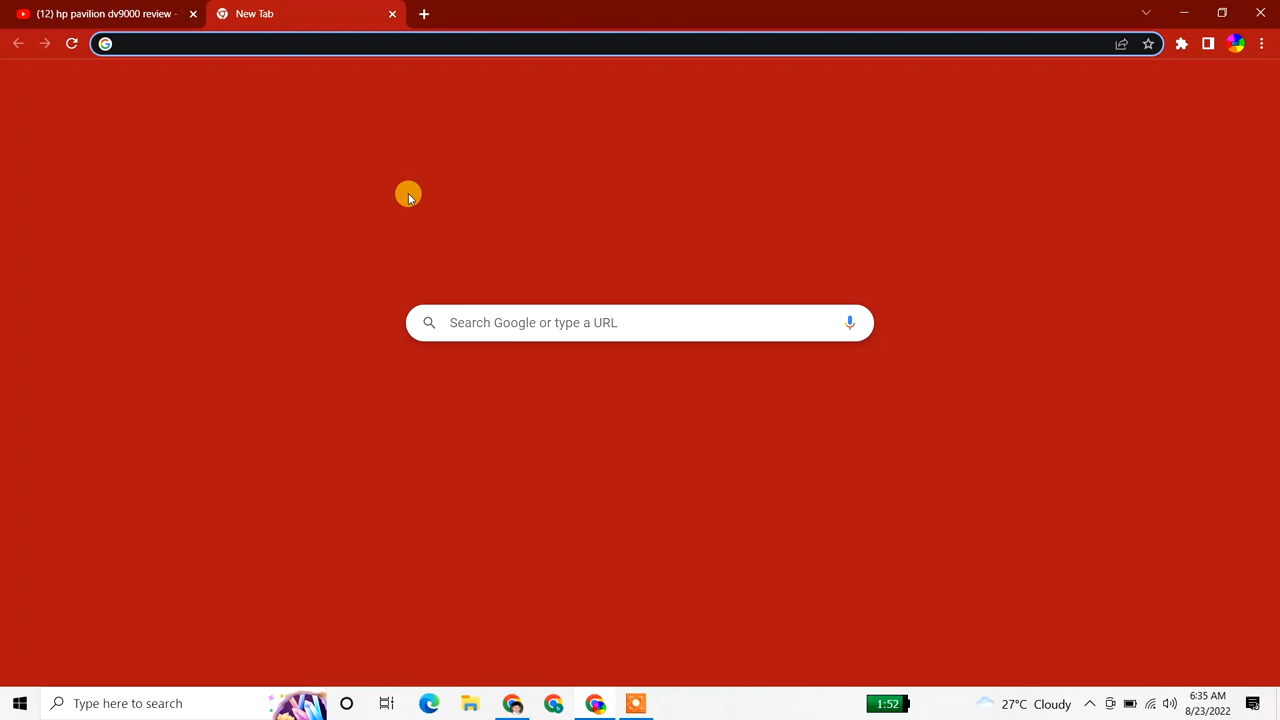 (12) hp pavilion dv9000 review -
New Tab
Search Google or type a URL
Type here to search
1:52
27°C Cloudy
6:35 AM
8/23/2022